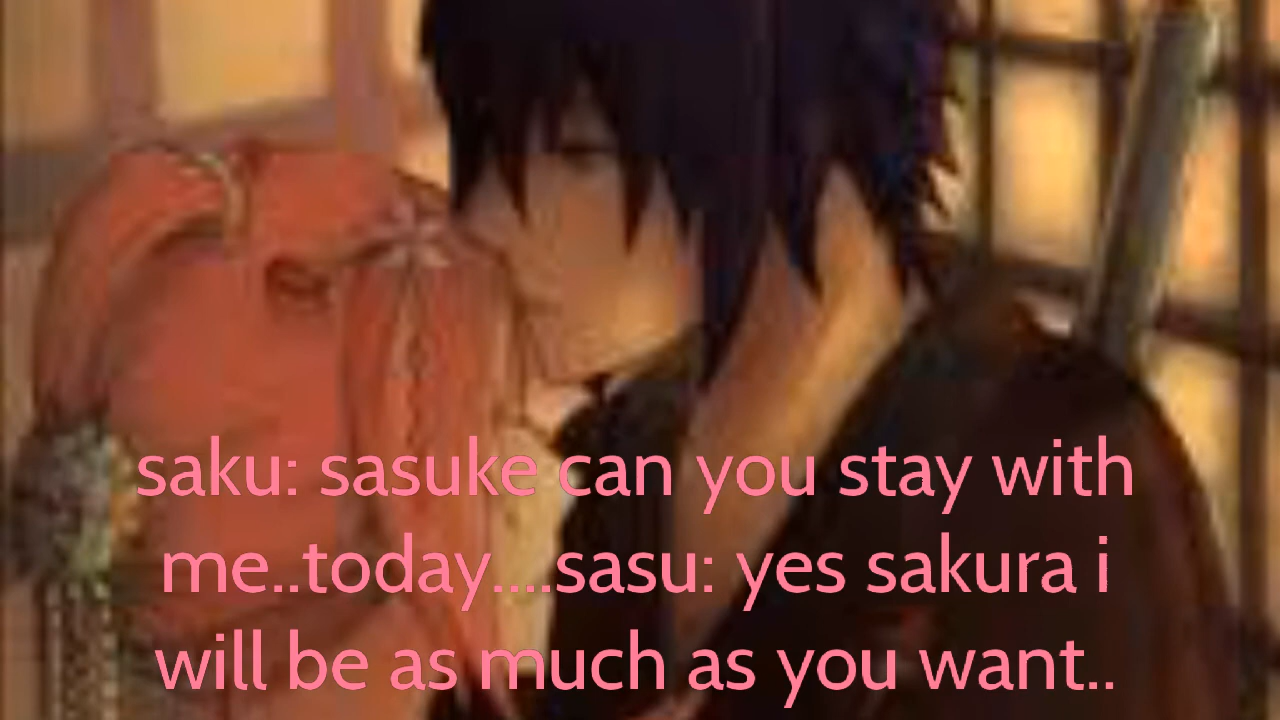 saku: sasuke can you stay with
me..today....sasu: yes sakura i
will be as much as you want..